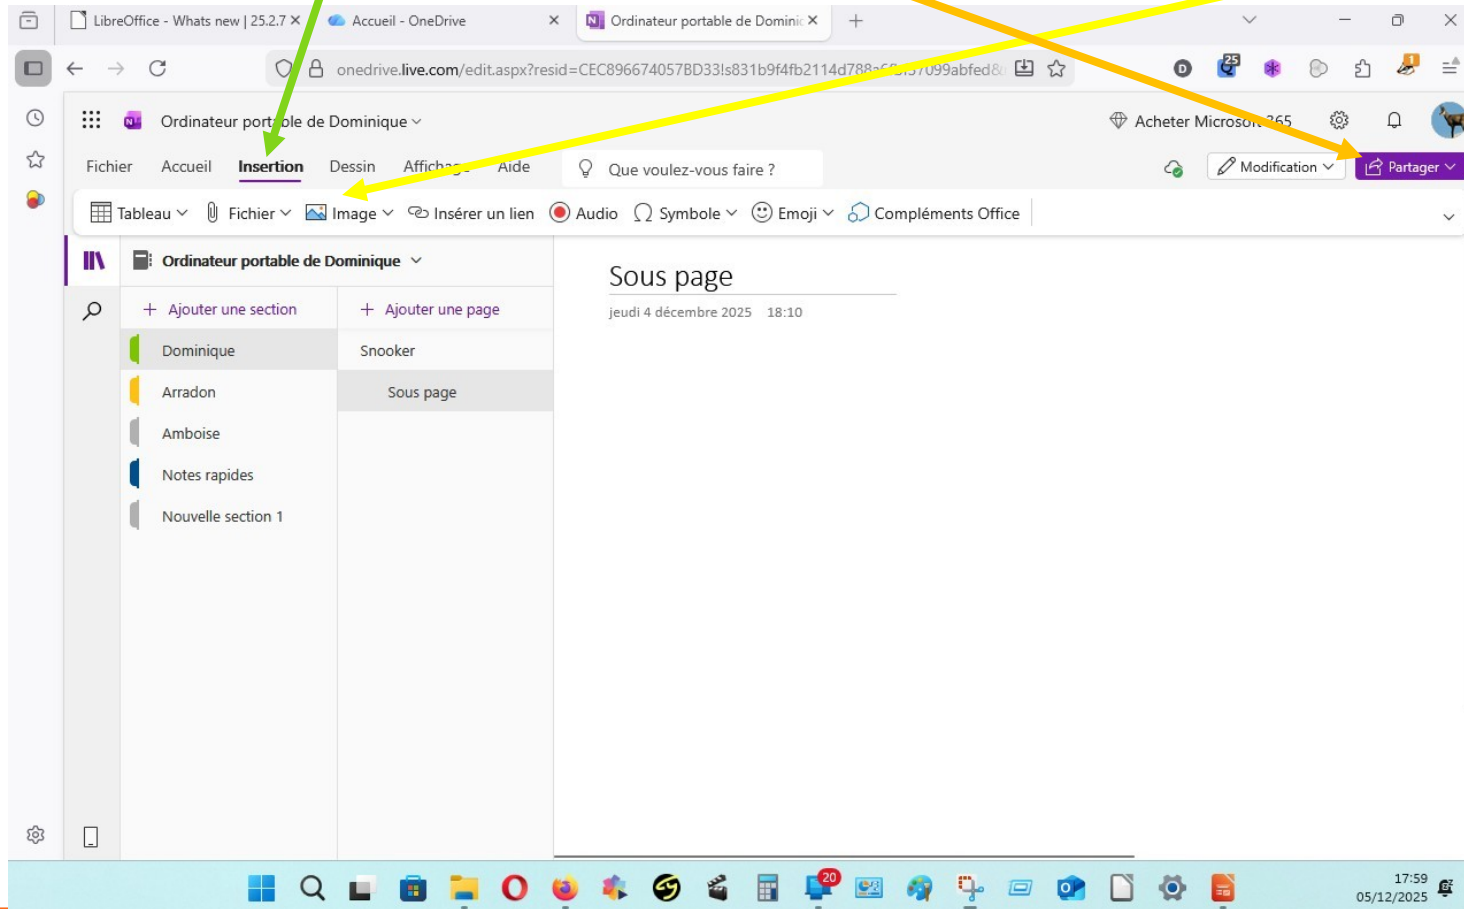 LibreOffice - Whats new | 25.2.7
Accueil - OneDrive
Ordinateur portable de Dominic
onedrive.live.com/edit.aspx?resid=CEC896674057BD33!s831b9f4fb2114d788
25
1
Ordinateur portable de Dominique
Acheter Microsoft 365
Fichier Accueil Insertion Dessin Affichage Aide
Que voulez-vous faire ?
Modification
Partager
Tableau Fichier Image Insérer un lien Audio Symbole Emoji Compléments Office
Ordinateur portable de Dominique
+ Ajouter une section
+ Ajouter une page
Dominique
Arradon
Amboise
Notes rapides
Nouvelle section 1
Snooker
Sous page
Sous page
jeudi 4 décembre 2025 18:10
20
17:59
05/12/2025